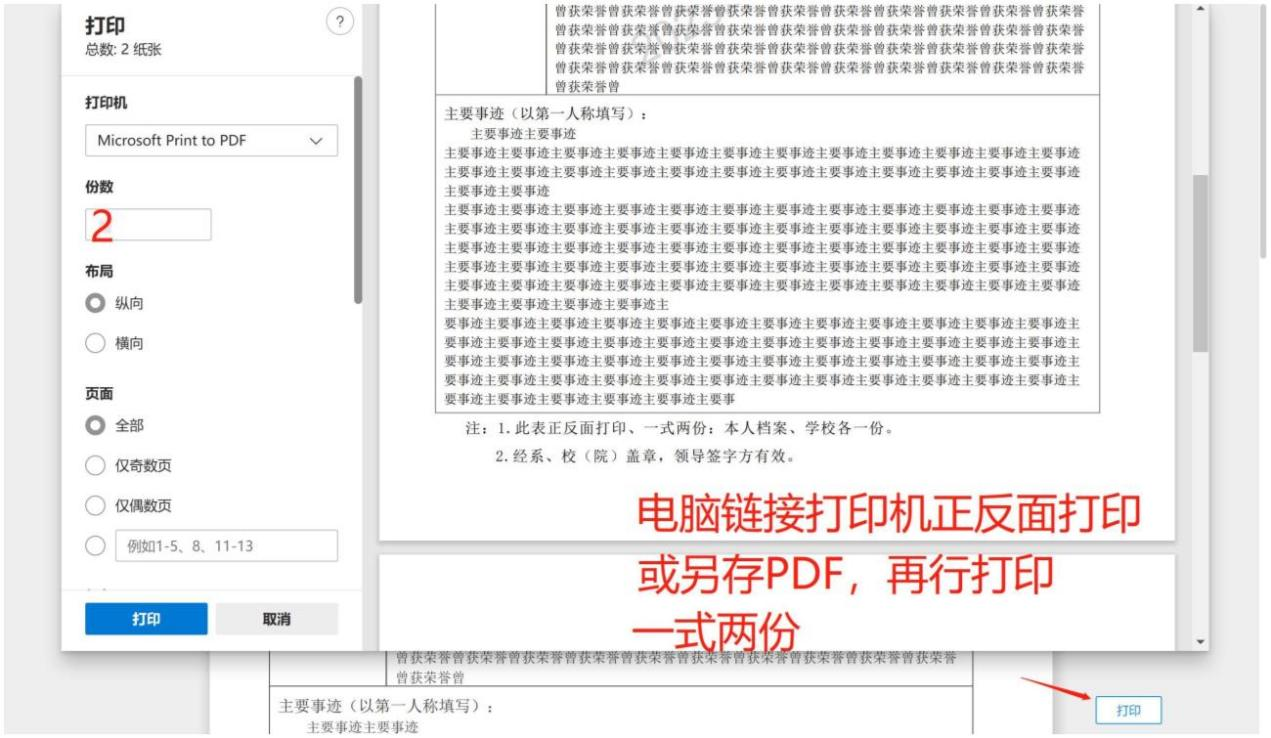 打印
?
总数: 2 纸张
打印机
Microsoft Print to PDF
份数
2
布局
纵向
横向
页面
全部
仅奇数页
仅偶数页
例如1-5、8、11-13
打印
取消
曾获荣誉曾获荣誉曾获荣誉曾获荣誉曾获荣誉曾获荣誉曾获荣誉曾获荣誉曾获荣誉曾获荣誉
曾获荣誉曾获荣誉曾获荣誉曾获荣誉曾获荣誉曾获荣誉曾获荣誉曾获荣誉曾获荣誉曾获荣誉
曾获荣誉曾获荣誉曾获荣誉曾获荣誉曾获荣誉曾获荣誉曾获荣誉曾获荣誉曾获荣誉曾获荣誉
曾获荣誉曾获荣誉曾获荣誉曾获荣誉曾获荣誉曾获荣誉曾获荣誉曾获荣誉曾获荣誉曾获荣誉
曾获荣誉曾
主要事迹（以第一人称填写）：
主要事迹主要事迹
主要事迹主要事迹主要事迹主要事迹主要事迹主要事迹主要事迹主要事迹主要事迹主要事迹主要事迹主要事迹
主要事迹主要事迹主要事迹主要事迹主要事迹主要事迹主要事迹主要事迹主要事迹主要事迹主要事迹主要事迹
主要事迹主要事迹
主要事迹主要事迹主要事迹主要事迹主要事迹主要事迹主要事迹主要事迹主要事迹主要事迹主要事迹主要事迹
主要事迹主要事迹主要事迹主要事迹主要事迹主要事迹主要事迹主要事迹主要事迹主要事迹主要事迹主要事迹
主要事迹主要事迹主要事迹主要事迹主要事迹主要事迹主要事迹主要事迹主要事迹主要事迹主要事迹主要事迹
主要事迹主要事迹主要事迹主要事迹主要事迹主要事迹主要事迹主要事迹主要事迹主要事迹主要事迹主要事迹
主要事迹主要事迹主要事迹主要事迹主要事迹主要事迹主要事迹主要事迹主要事迹主要事迹主要事迹主要事迹
主要事迹主要事迹主要事迹主要事迹主
要事迹主要事迹主要事迹主要事迹主要事迹主要事迹主要事迹主要事迹主要事迹主要事迹主要事迹主要事迹主
要事迹主要事迹主要事迹主要事迹主要事迹主要事迹主要事迹主要事迹主要事迹主要事迹主要事迹主要事迹主
要事迹主要事迹主要事迹主要事迹主要事迹主要事迹主要事迹主要事迹主要事迹主要事迹主要事迹主要事迹主
要事迹主要事迹主要事迹主要事迹主要事迹主要事迹主要事迹主要事迹主要事迹主要事迹主要事迹主要事迹主
要事迹主要事迹主要事迹主要事迹主要事迹主要事
注：1.此表正反面打印、一式两份：本人档案、学校各一份。
2.经系、校（院）盖章，领导签字方有效。
电脑链接打印机正反面打印
或另存PDF，再行打印
一式两份
曾获荣誉曾获荣誉曾获荣誉曾获荣誉曾获荣誉曾获荣誉曾获荣誉曾获荣誉曾获荣誉曾获荣誉
曾获荣誉曾
主要事迹（以第一人称填写）：
主要事迹主要事迹
打印